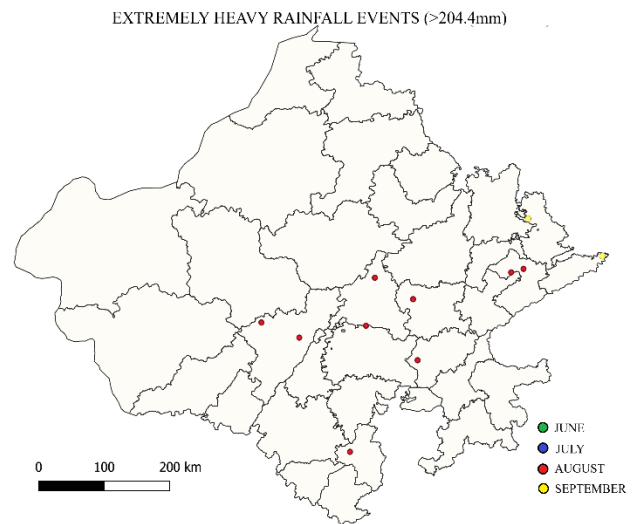 EXTREMELY HEAVY RAINFALL EVENTS (>204.4mm)
JUNE
JULY
AUGUST
SEPTEMBER
0 100 200 km